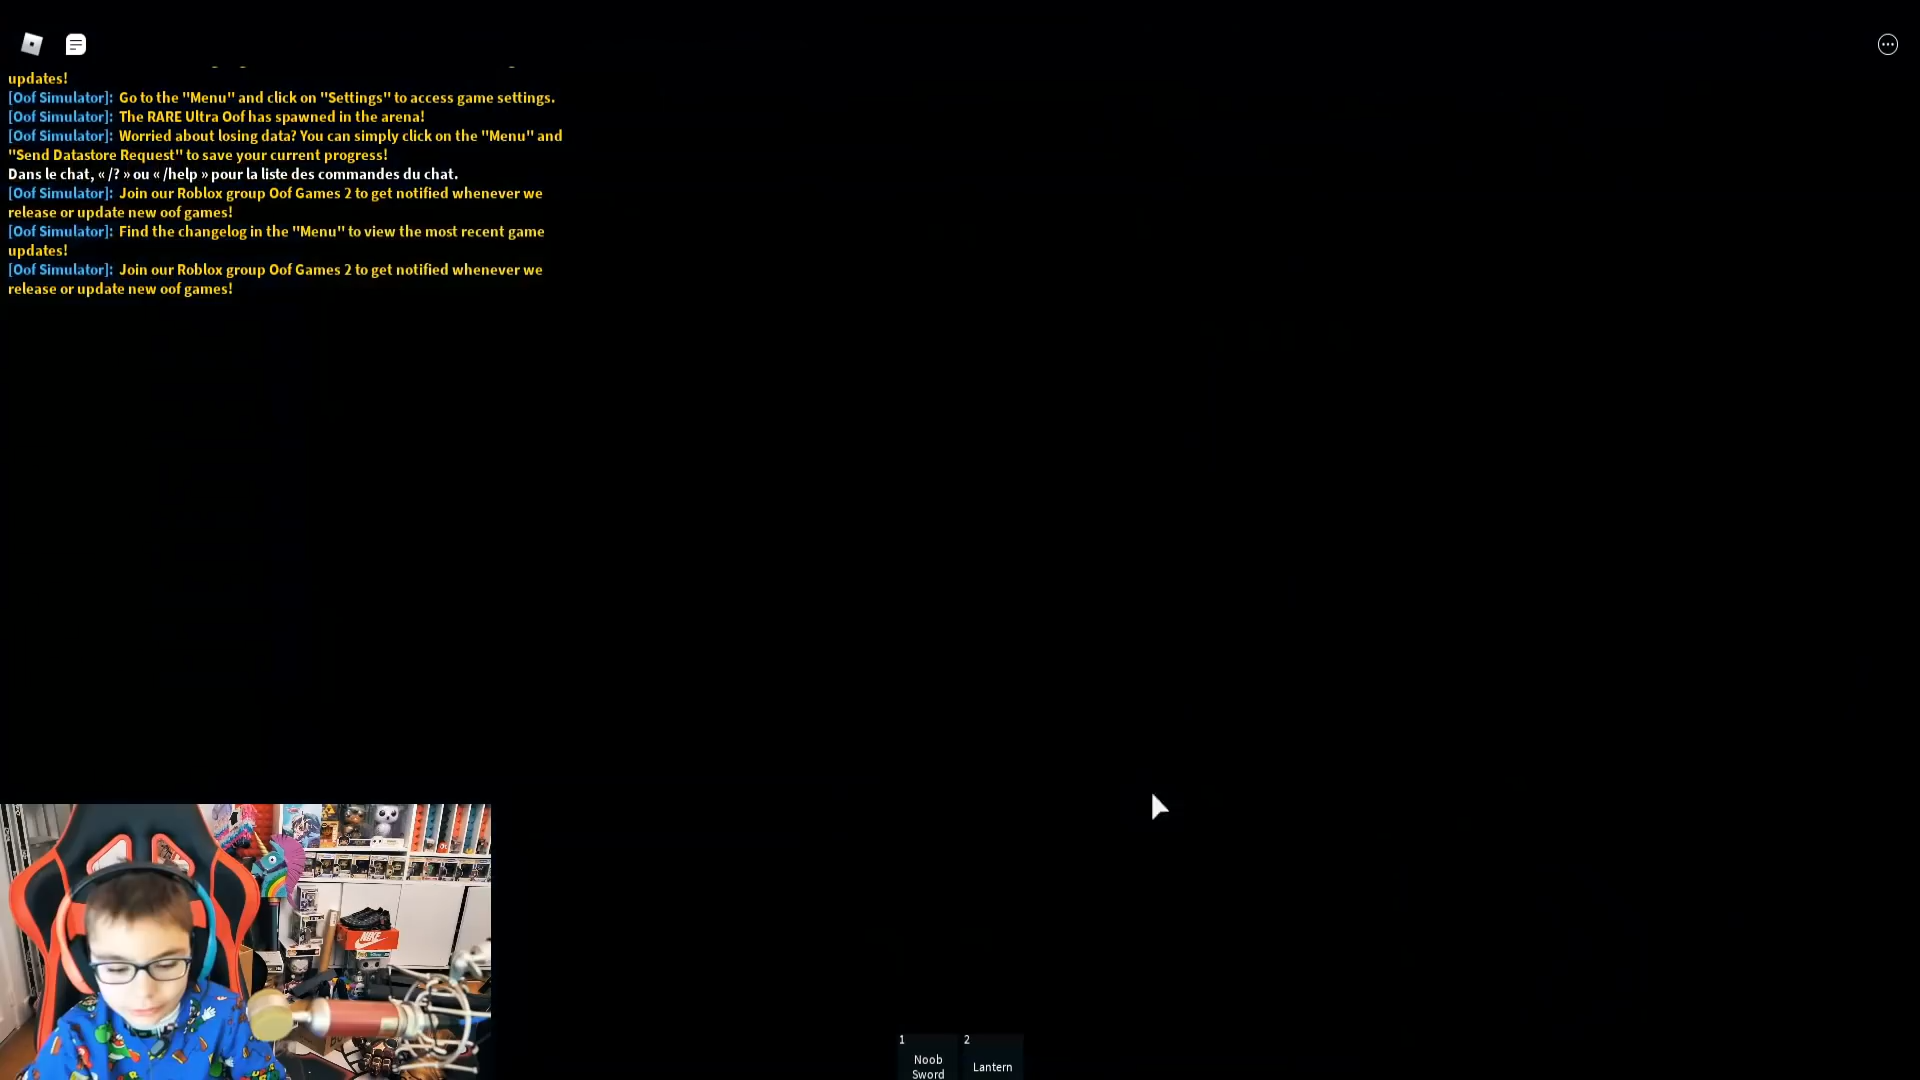 updates!
[Oof Simulator]: Go to the "Menu" and click on "Settings" to access game settings.
[Oof Simulator]: The RARE Ultra Oof has spawned in the arena!
[Oof Simulator]: Worried about losing data? You can simply click on the "Menu" and
"Send Datastore Request" to save your current progress!
Dans le chat, « /? » ou « /help » pour la liste des commandes du chat.
[Oof Simulator]: Join our Roblox group Oof Games 2 to get notified whenever we
release or update new oof games!
[Oof Simulator]: Find the changelog in the "Menu" to view the most recent game
updates!
[Oof Simulator]: Join our Roblox group Oof Games 2 to get notified whenever we
release or update new oof games!
NIKE
1
Noob
Sword
2
Lantern